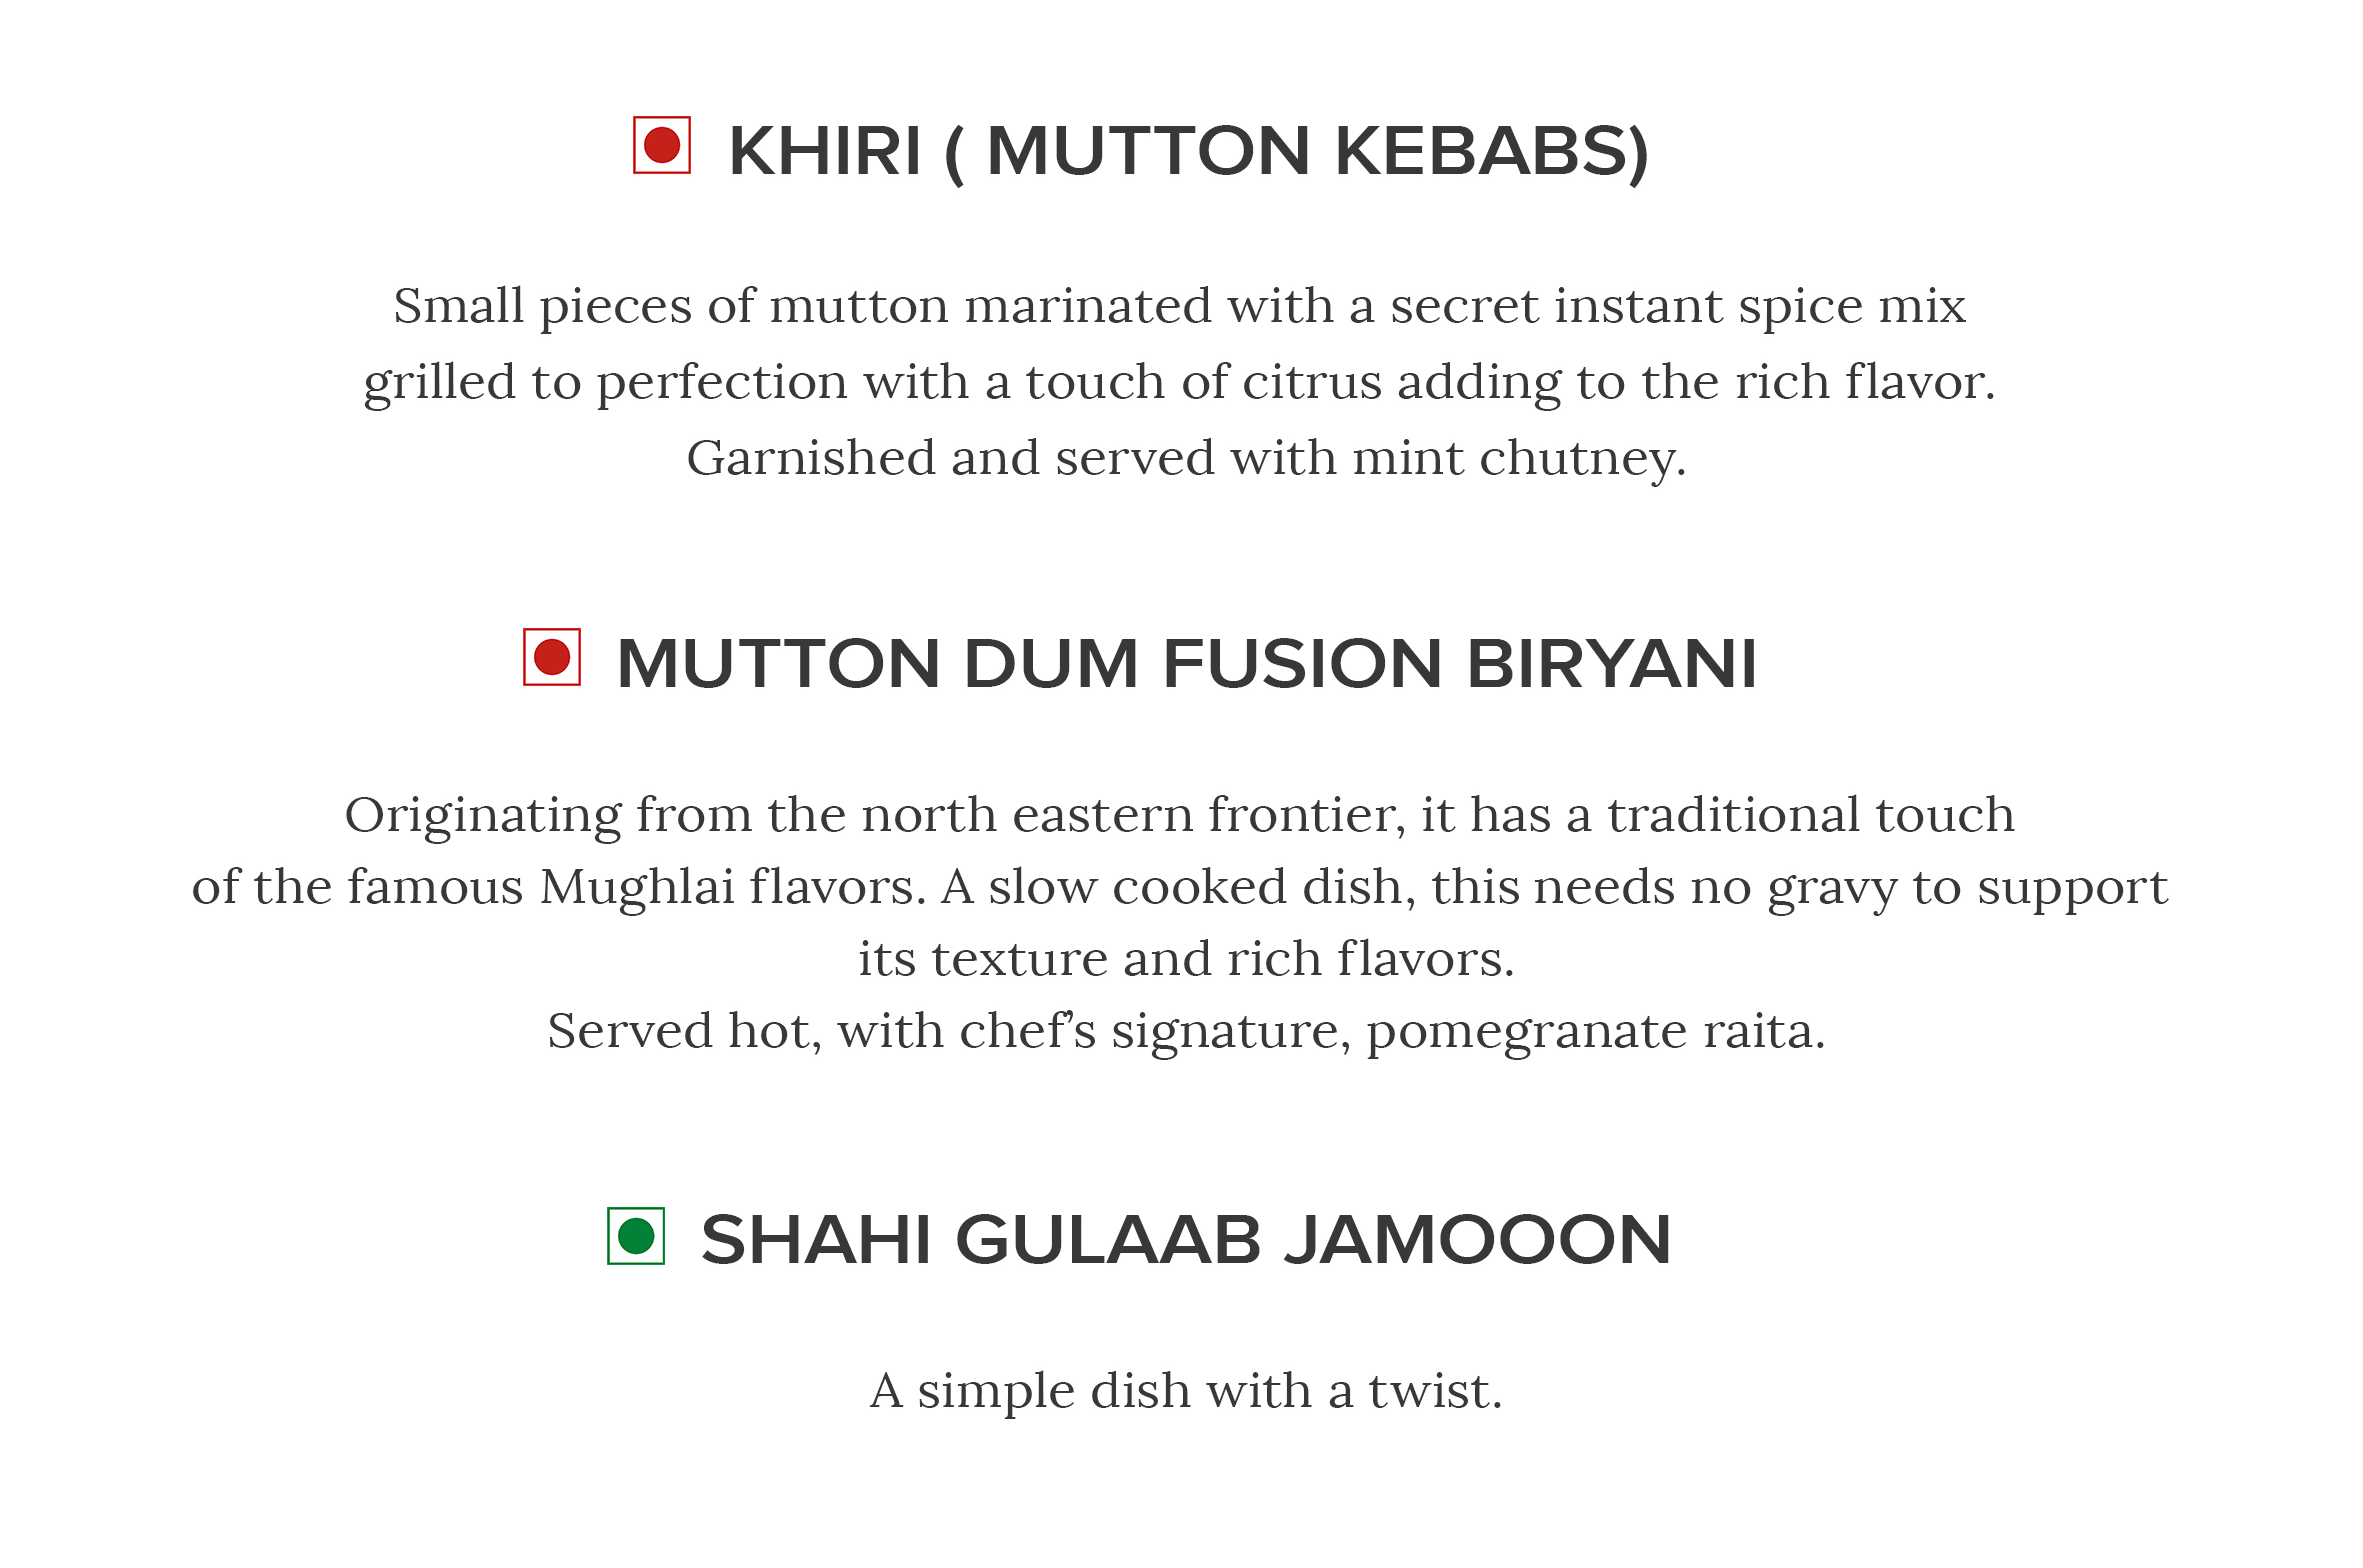 KHIRI ( MUTTON KEBABS)
Small pieces of mutton marinated with a secret instant spice mix
grilled to perfection with a touch of citrus adding to the rich flavor.
Garnished and served with mint chutney.
MUTTON DUM FUSION BIRYANI
Originating from the north eastern frontier, it has a traditional touch
of the famous Mughlai flavors. A slow cooked dish, this needs no gravy to support
its texture and rich flavors.
Served hot, with chef’s signature, pomegranate raita.
SHAHI GULAAB JAMOOON
A simple dish with a twist.